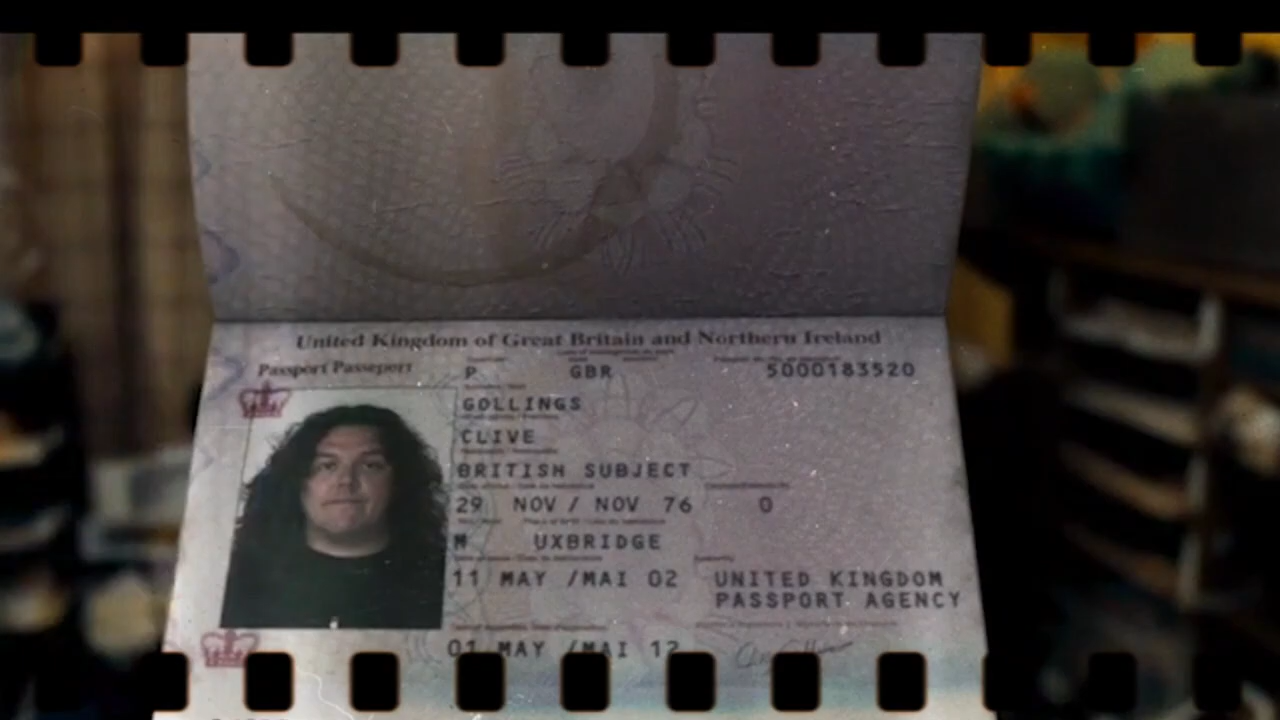 United Kingdom of Great Britain and Northern Ireland
Passport Passeport
P GBR 5000183520
GOLLINGS
CLIVE
BRITISH SUBJECT
29 NOV / NOV 76 0
M UXBRIDGE
11 MAY /MAI 02 UNITED KINGDOM
PASSPORT AGENCY
01 MAY /MAI 12